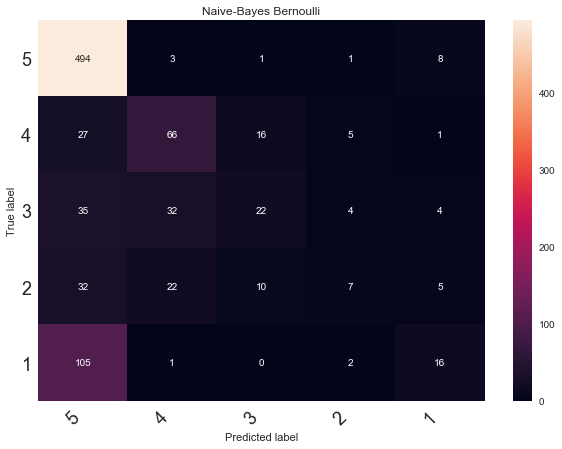 Naive-Bayes Bernoulli
5 494 3 1 1 8
4 27 66 16 5 1
3 35 32 22 4 4
2 32 22 10 7 5
1 105 1 0 2 16
5 4 3 2 1
Predicted label
True label
400
300
200
100
0